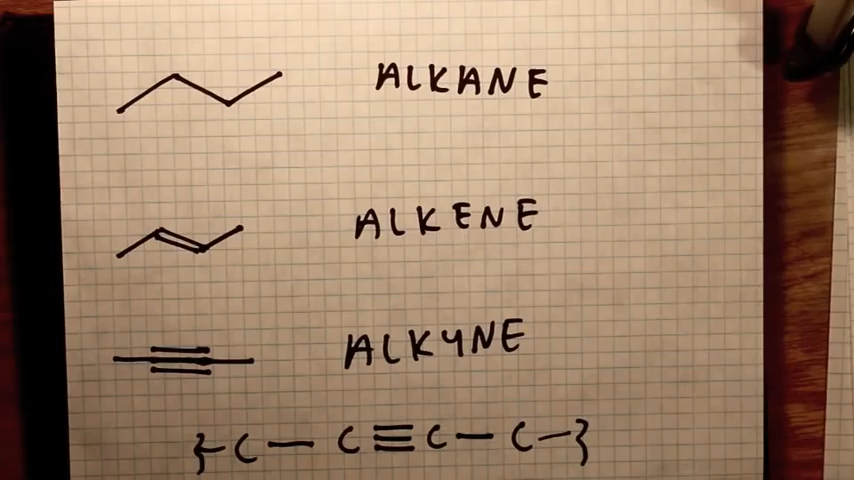 ALKANE
ALKENE
ALKYNE
}-C - C≡C - C-}